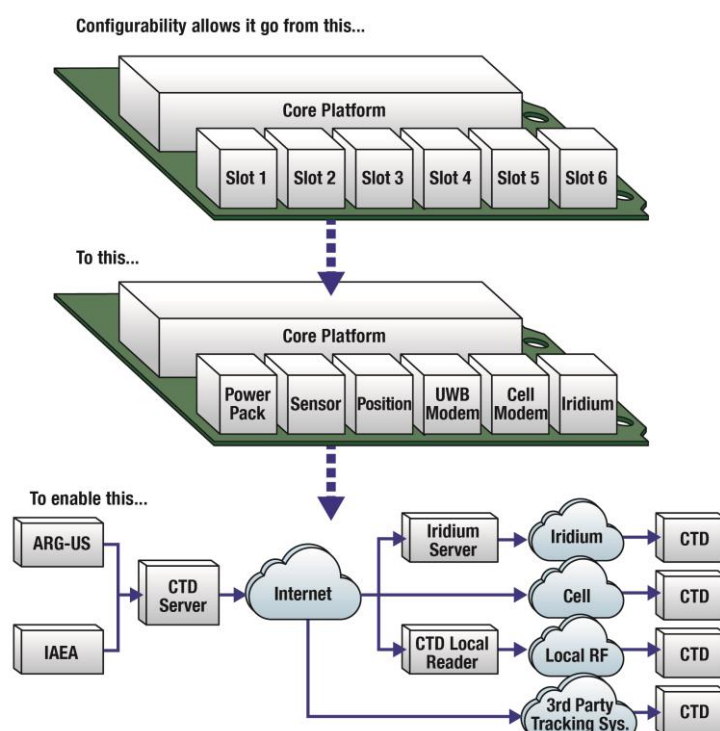 Configurability allows it go from this...
Core Platform
Slot 1
Slot 2
Slot 3
Slot 4
Slot 5
Slot 6
To this...
Core Platform
Power
Pack
Sensor
Position
UWB
Modem
Cell
Modem
Iridium
To enable this...
ARG-US
IAEA
CTD
Server
Internet
Iridium
Server
Iridium
CTD
Cell
CTD
CTD Local
Reader
Local RF
CTD
3rd Party
Tracking Sys.
CTD